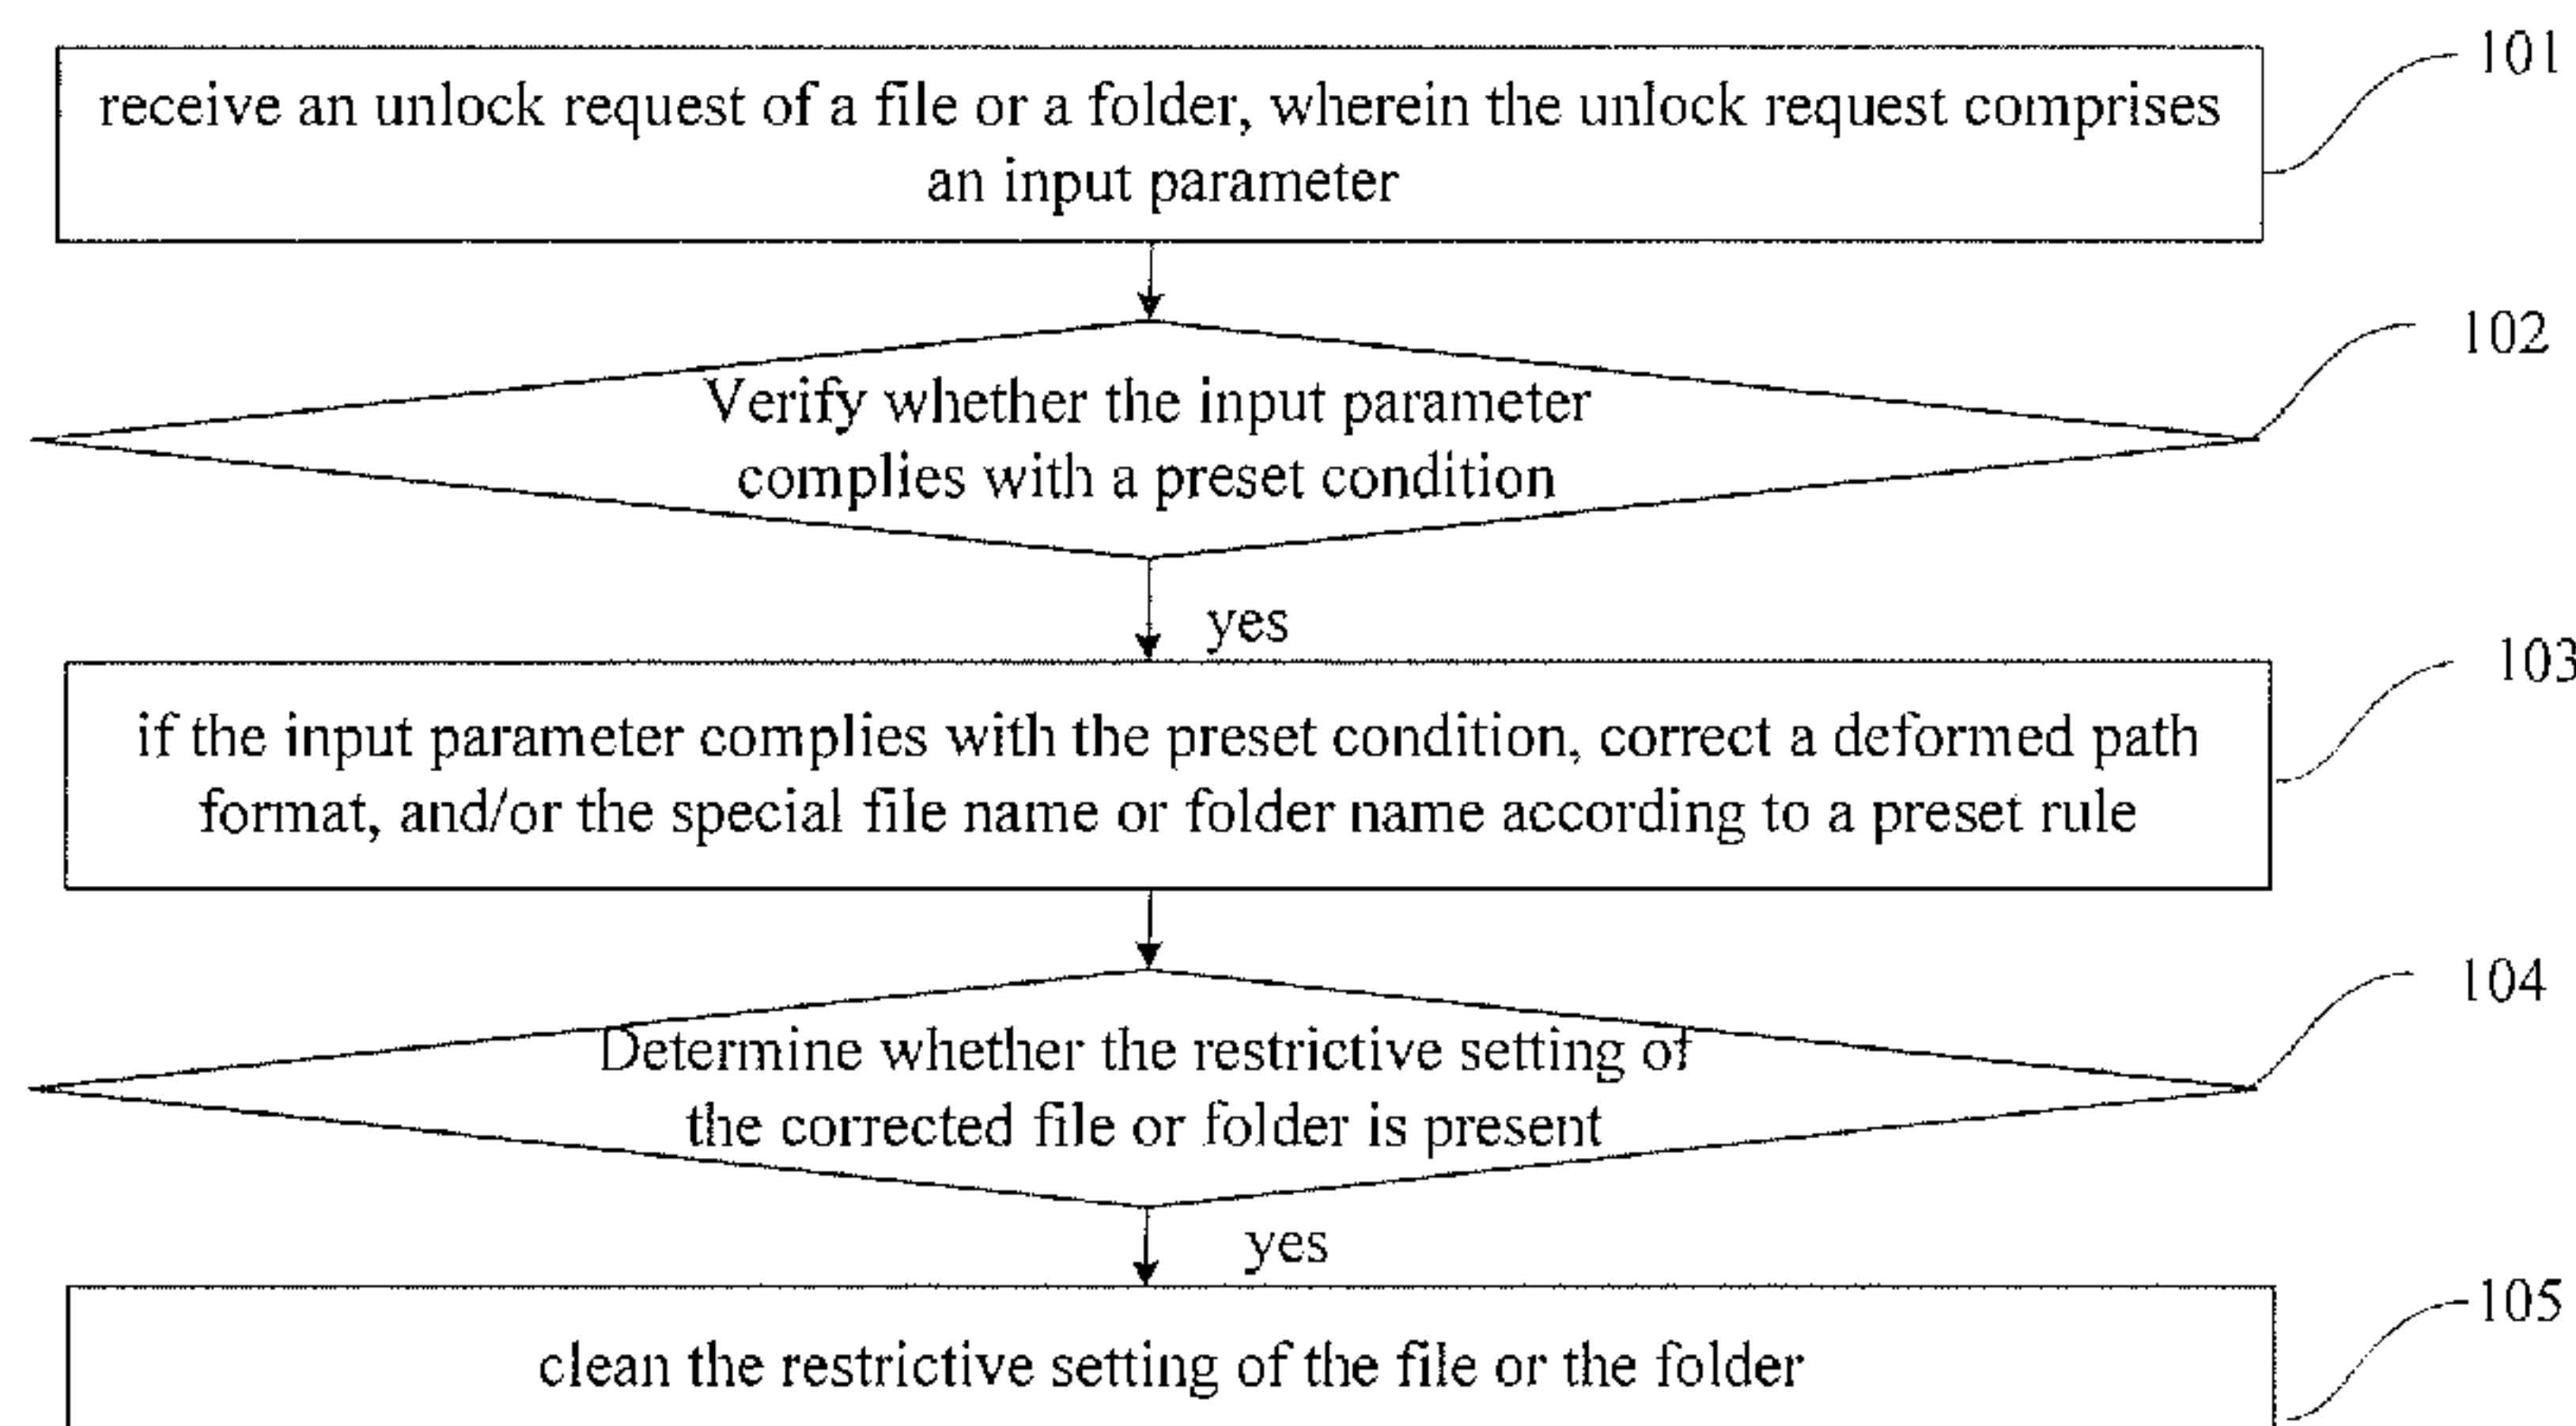 101
receive an unlock request of a file or a folder, wherein the unlock request comprises
an input parameter
102
Verify whether the input parameter
complies with a preset condition
yes
103
if the input parameter complies with the preset condition, correct a deformed path
format, and/or the special file name or folder name according to a preset rule
104
Determine whether the restrictive setting of
the corrected file or folder is present
yes
105
clean the restrictive setting of the file or the folder